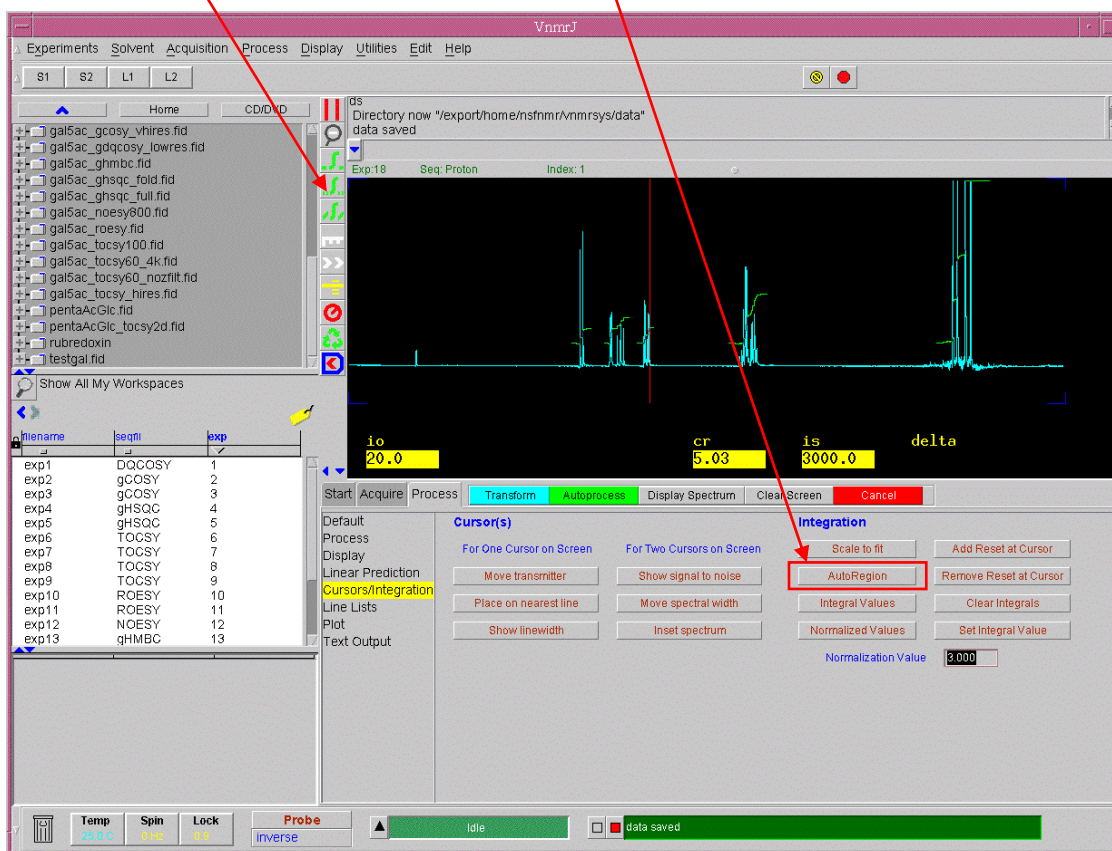 VnmrJ
Experiments Solvent Acquisition Process Display Utilities Edit Help
S1 S2 L1 L2
Home CD/DVD
gal5ac_gcosy_vhires.fid
gal5ac_gdqcosy_lowres.fid
gal5ac_ghmbc.fid
gal5ac_ghsqc_fold.fid
gal5ac_ghsqc_full.fid
gal5ac_noesy800.fid
gal5ac_roesy.fid
gal5ac_tocsy100.fid
gal5ac_tocsy60_4k.fid
gal5ac_tocsy60_nozfilt.fid
gal5ac_tocsy_hires.fid
pentaAcGlc.fid
pentaAcGlc_tocsy2d.fid
rubredoxin
testgal.fid
Show All My Workspaces
filename seqfil exp
exp1 DQCOSY 1
exp2 gCOSY 2
exp3 gCOSY 3
exp4 gHSQC 4
exp5 gHSQC 5
exp6 TOCSY 6
exp7 TOCSY 7
exp8 TOCSY 8
exp9 TOCSY 9
exp10 ROESY 10
exp11 ROESY 11
exp12 NOESY 12
exp13 gHMBC 13
ds
Directory now "/export/home/nsfnmr/vnmrsys/data"
data saved
Exp:18 Seq: Proton Index: 1
io cr is delta
20.0 5.03 3000.0
Start Acquire Process Transform Autoprocess Display Spectrum Clear Screen Cancel
Default
Process
Display
Linear Prediction
Cursors/Integration
Line Lists
Plot
Text Output
Cursor(s)
For One Cursor on Screen For Two Cursors on Screen
Move transmitter Show signal to noise
Place on nearest line Move spectral width
Show linewidth Inset spectrum
Integration
Scale to fit Add Reset at Cursor
AutoRegion Remove Reset at Cursor
Integral Values Clear Integrals
Normalized Values Set Integral Value
Normalization Value 3.000
Temp Spin Lock Probe
25.0 C 0 Hz inverse
Idle
data saved